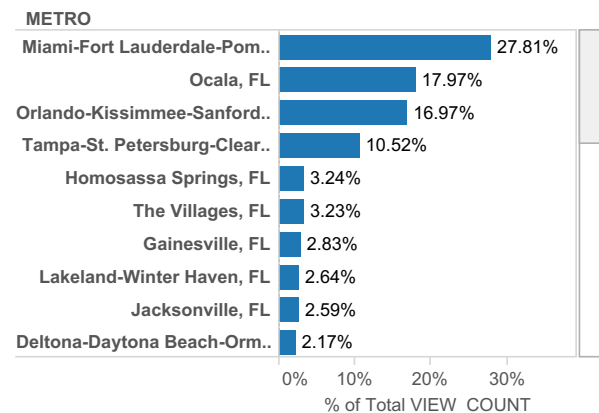 METRO
Miami-Fort Lauderdale-Pom.. 27.81%
Ocala, FL 17.97%
Orlando-Kissimmee-Sanford.. 16.97%
Tampa-St. Petersburg-Clear.. 10.52%
Homosassa Springs, FL 3.24%
The Villages, FL 3.23%
Gainesville, FL 2.83%
Lakeland-Winter Haven, FL 2.64%
Jacksonville, FL 2.59%
Deltona-Daytona Beach-Orm.. 2.17%
0% 10% 20% 30%
% of Total VIEW_COUNT